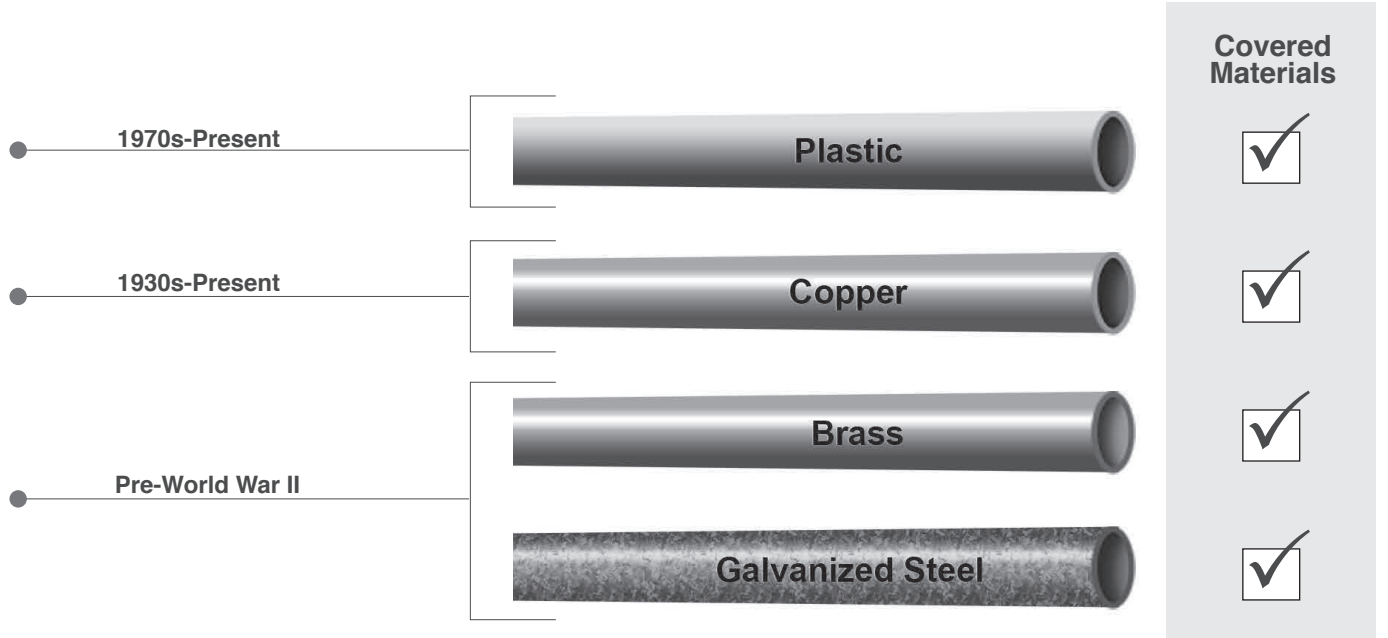 Covered
Materials
1970s-Present
Plastic
1930s-Present
Copper
Pre-World War II
Brass
Galvanized Steel